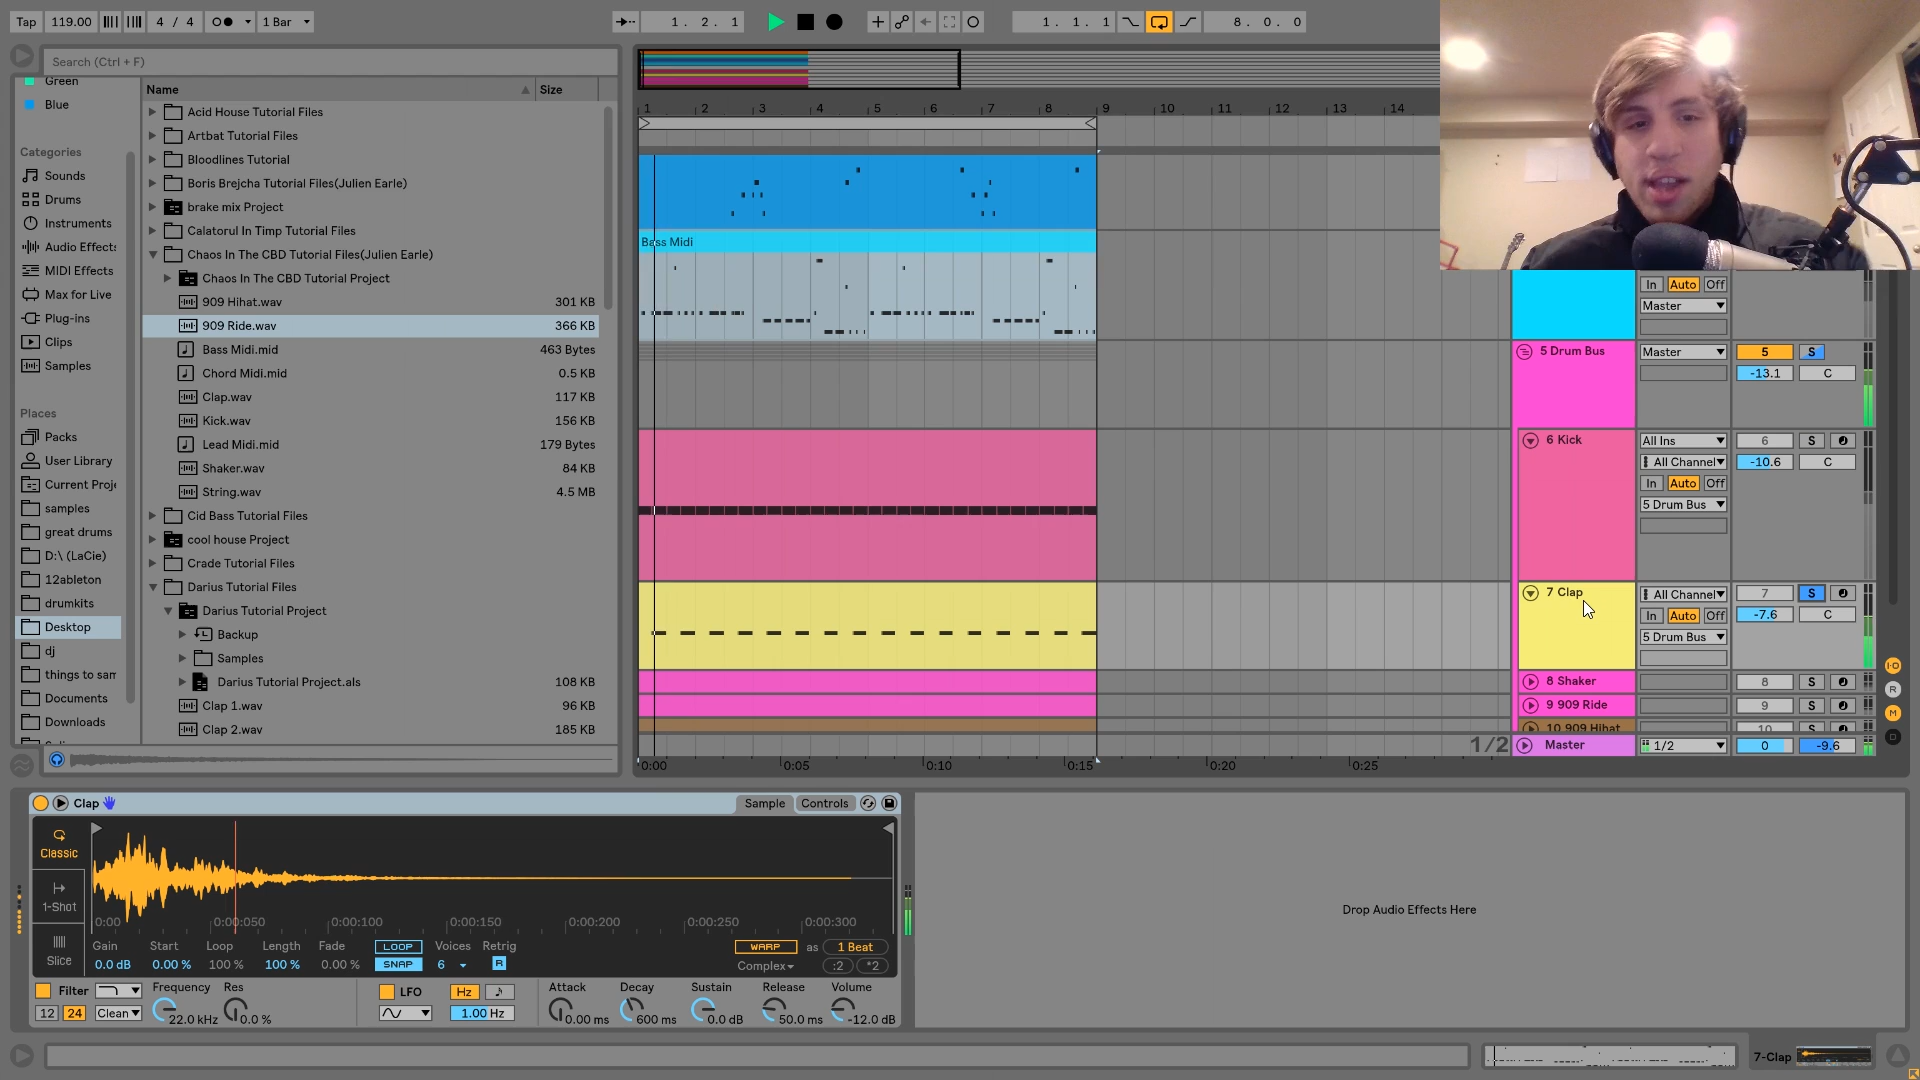 Tap 119.00 4 / 4 1 Bar 1. 2. 1 1. 1. 1 8. 0. 0
Search (Ctrl + F)
Green
Blue
Categories
Sounds
Drums
Instruments
Audio Effects
MIDI Effects
Max for Live
Plug-ins
Clips
Samples
Places
Packs
User Library
Current Proje
samples
great drums
D:\ (LaCie)
12ableton
drumkits
Desktop
dj
things to sam
Documents
Downloads
Name Size
Acid House Tutorial Files
Artbat Tutorial Files
Bloodlines Tutorial
Boris Brejcha Tutorial Files(Julien Earle)
brake mix Project
Calatorul In Timp Tutorial Files
Chaos In The CBD Tutorial Files(Julien Earle)
Chaos In The CBD Tutorial Project
909 Hihat.wav 301 KB
909 Ride.wav 366 KB
Bass Midi.mid 463 Bytes
Chord Midi.mid 0.5 KB
Clap.wav 117 KB
Kick.wav 156 KB
Lead Midi.mid 179 Bytes
Shaker.wav 84 KB
String.wav 4.5 MB
Cid Bass Tutorial Files
cool house Project
Crade Tutorial Files
Darius Tutorial Files
Darius Tutorial Project
Backup
Samples
Darius Tutorial Project.als 108 KB
Clap 1.wav 96 KB
Clap 2.wav 185 KB
1 2 3 4 5 6 7 8 9 10 11 12 13 14
Bass Midi
1/2
0:00 0:05 0:10 0:15 0:20 0:25
In Auto Off
Master
5 Drum Bus Master 5 S
-13.1 C
6 Kick All Ins 6 S
All Channel -10.6 C
In Auto Off
5 Drum Bus
7 Clap All Channel 7 S
In Auto Off -7.6 C
5 Drum Bus
8 Shaker 8 S
9 909 Ride 9 S
10 909 Hihat 10 S
Master 1/2 0 -9.6
Clap Sample Controls
Classic
1-Shot
Slice
0:00 0:00:050 0:00:100 0:00:150 0:00:200 0:00:250 0:00:300
Gain Start Loop Length Fade LOOP Voices Retrig WARP as 1 Beat
0.0 dB 0.00 % 100 % 100 % 0.00 % SNAP 6 R Complex :2 *2
Filter Frequency Res LFO Hz Attack Decay Sustain Release Volume
12 24 Clean 22.0 kHz 0.0 % 1.00 Hz 0.00 ms 600 ms 0.0 dB 50.0 ms -12.0 dB
Drop Audio Effects Here
7-Clap